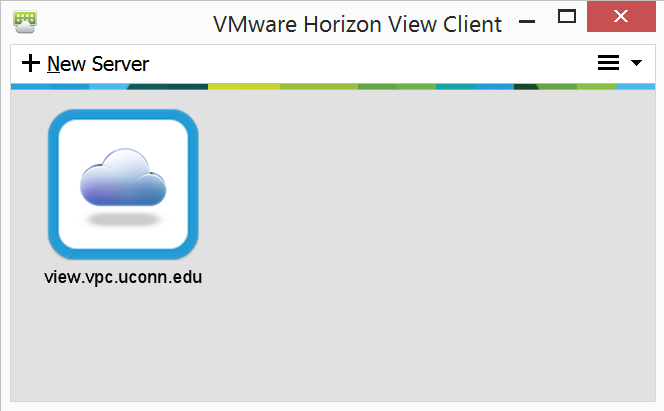 VMware Horizon View Client
New Server
view.vpc.uconn.edu